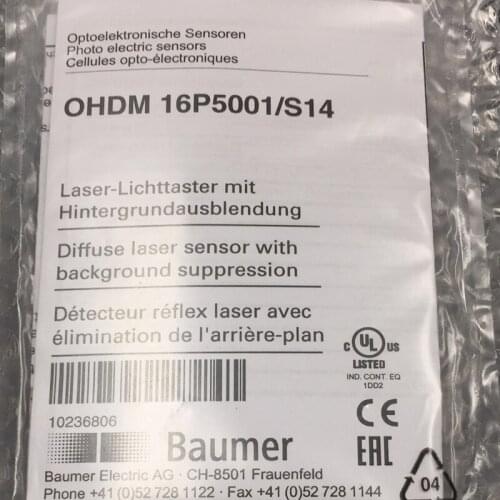 Optoelektronische Sensoren
Photo electric sensors
Cellules opto-électroniques
OHDM 16P5001/S14
Laser-Lichttaster mit
Hintergrundausblendung
Diffuse laser sensor with
background suppression
Détecteur réflex laser avec
élimination de l'arrière-plan
C UL US
LISTED
IND. CONT. EQ
1DD2
10236806
CE
EAC
Baumer
Baumer Electric AG · CH-8501 Frauenfeld
Phone +41(0)52 728 1122 · Fax +41(0)52 728 1144
04